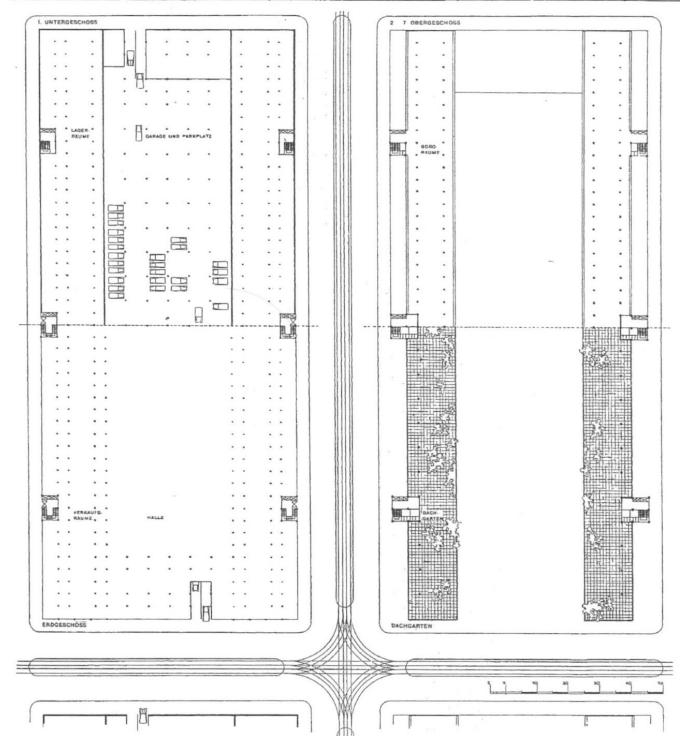 1. UNTERGESCHOSS
2 7 OBERGESCHOSS
LAGER
RÄUME
GARAGE UND PARKPLATZ
BÜRO
RÄUME
VERKAUFS
RÄUME
HALLE
DACH
GARTEN
ERDGESCHOSS
DACHGARTEN